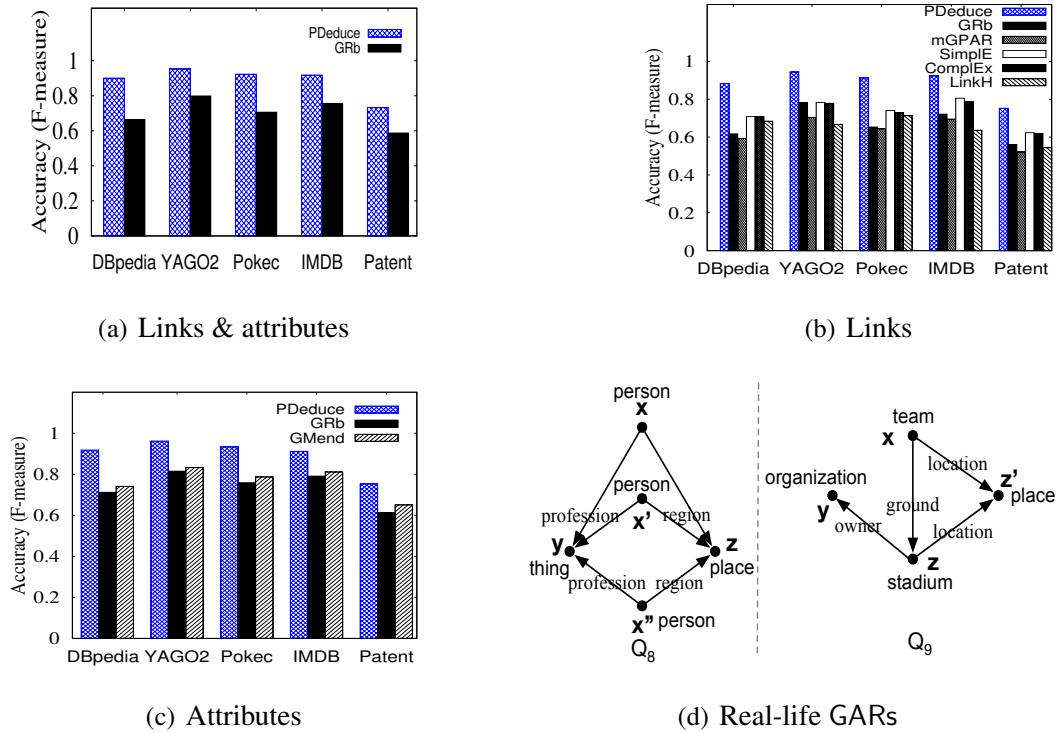 PDeduce
GRb
1
0.8
0.6
0.4
0.2
0
Accuracy (F-measure)
DBpedia YAGO2 Pokec IMDB Patent
(a) Links & attributes
PDeduce
GRb
mGPAR
SimplE
ComplEx
LinkH
1
0.8
0.6
0.4
0.2
0
Accuracy (F-measure)
DBpedia YAGO2 Pokec IMDB Patent
(b) Links
PDeduce
GRb
GMend
1
0.8
0.6
0.4
0.2
0
Accuracy (F-measure)
DBpedia YAGO2 Pokec IMDB Patent
(c) Attributes
person
x
person
profession x' region
y z
thing place
profession region
x'' person
Q8
team
x
location
organization z' place
y owner ground location
z
stadium
Q9
(d) Real-life GARs